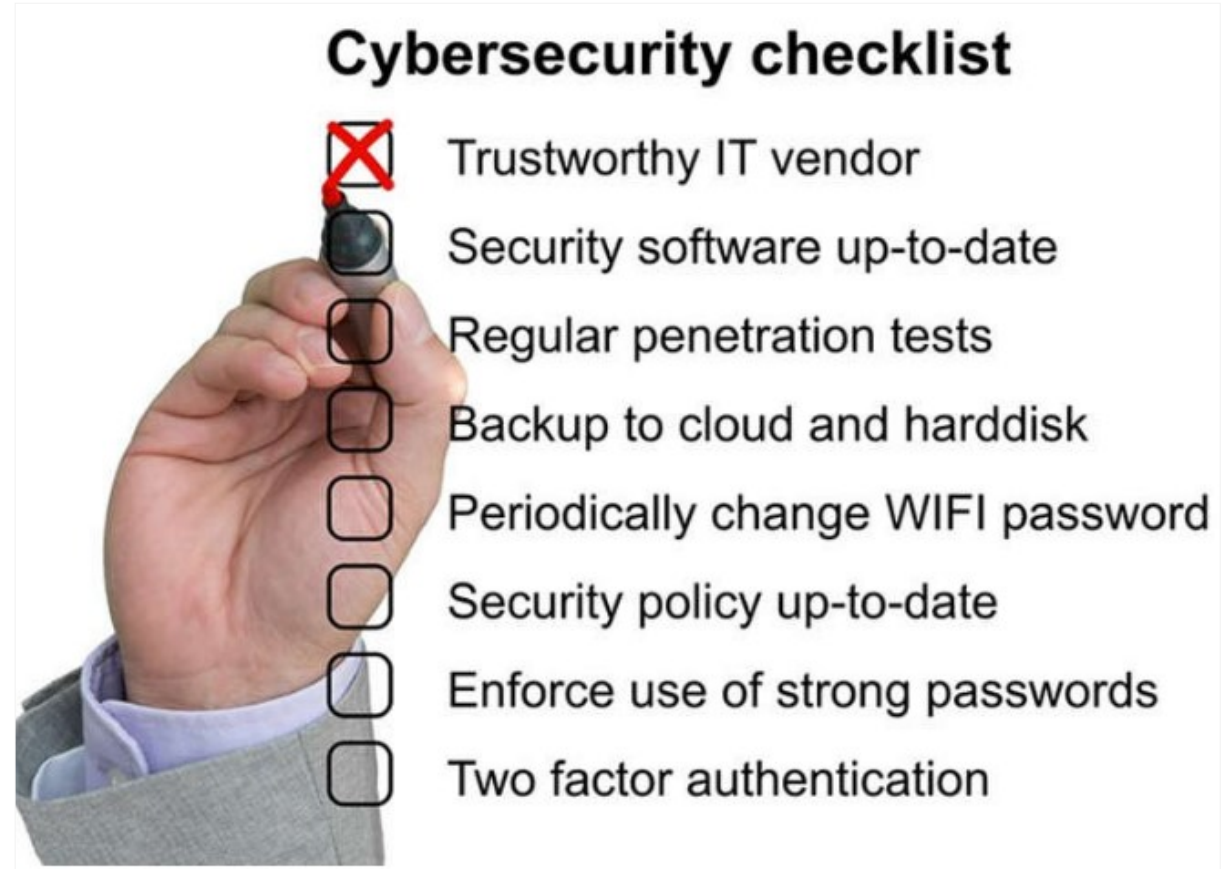 Cybersecurity checklist
Trustworthy IT vendor
Security software up-to-date
Regular penetration tests
Backup to cloud and harddisk
Periodically change WIFI password
Security policy up-to-date
Enforce use of strong passwords
Two factor authentication